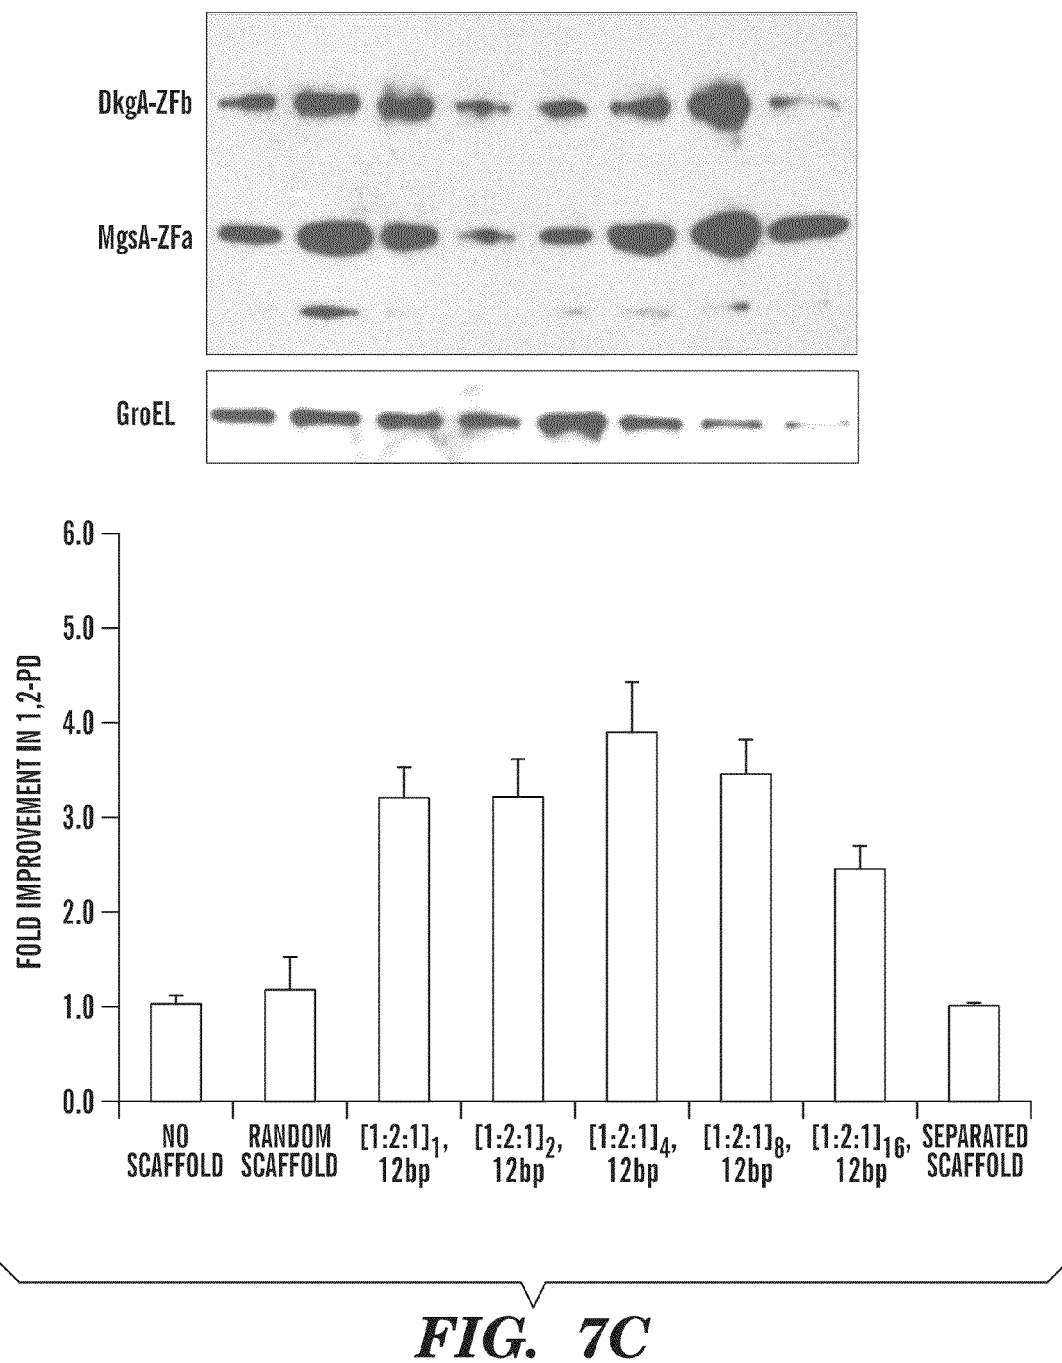 DkgA-ZFb
MgsA-ZFa
GroEL
FOLD IMPROVEMENT IN 1,2-PD
6.0
5.0
4.0
3.0
2.0
1.0
0.0
NO SCAFFOLD
RANDOM SCAFFOLD
[1:2:1]1, 12bp
[1:2:1]2, 12bp
[1:2:1]4, 12bp
[1:2:1]8, 12bp
[1:2:1]16, 12bp
SEPARATED SCAFFOLD
FIG. 7C